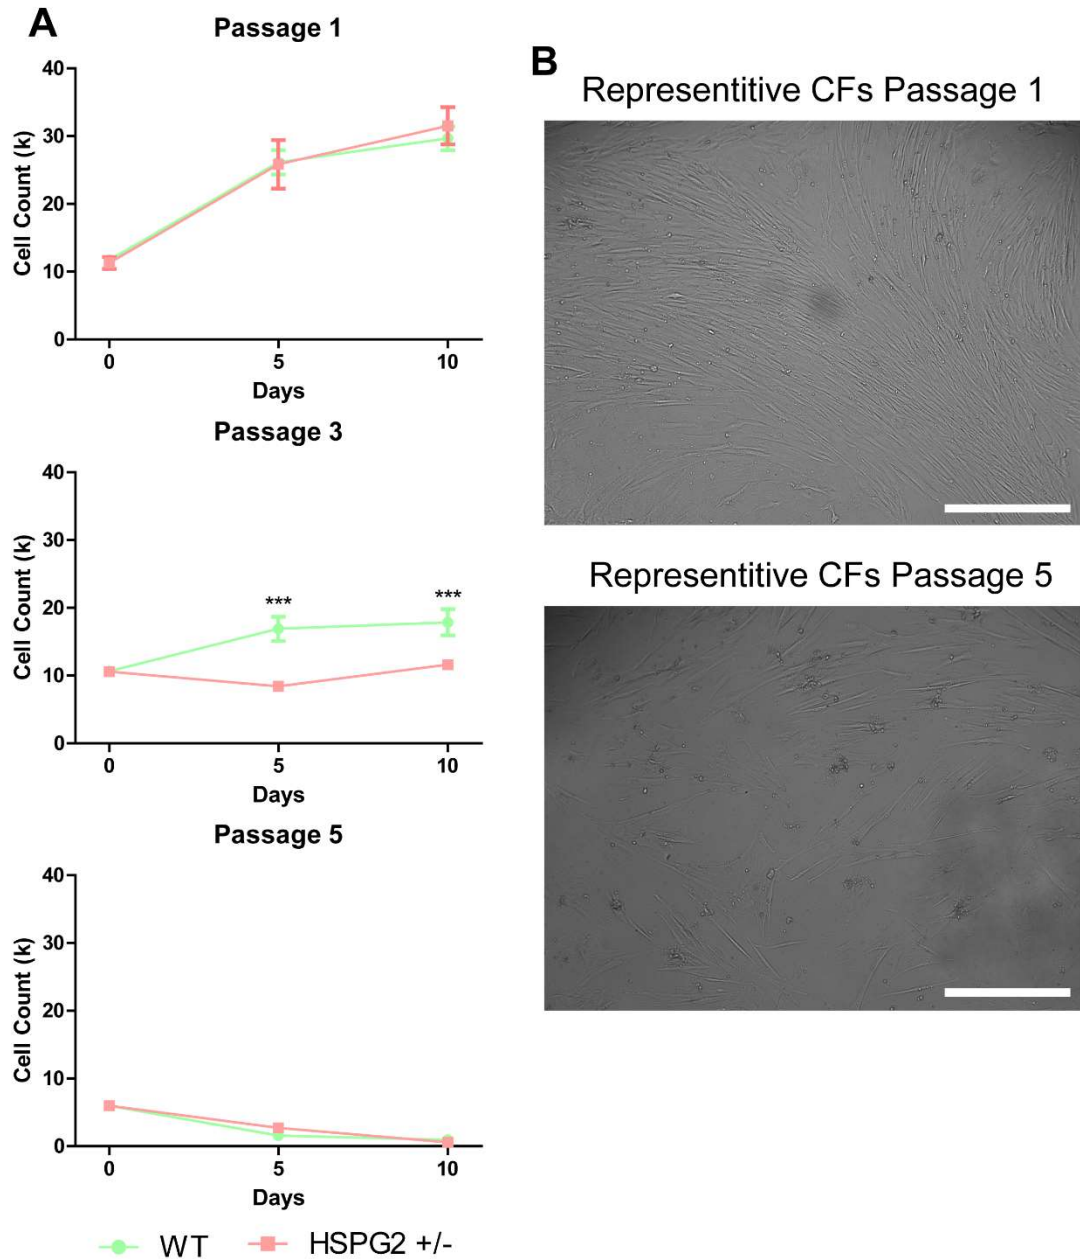 A
Passage 1
40
30
20
10
0
Cell Count (k)
0 5 10
Days
Passage 3
40
30
20
10
0
Cell Count (k)
*** ***
0 5 10
Days
Passage 5
40
30
20
10
0
Cell Count (k)
0 5 10
Days
WT HSPG2 +/-
B
Representitive CFs Passage 1
Representitive CFs Passage 5